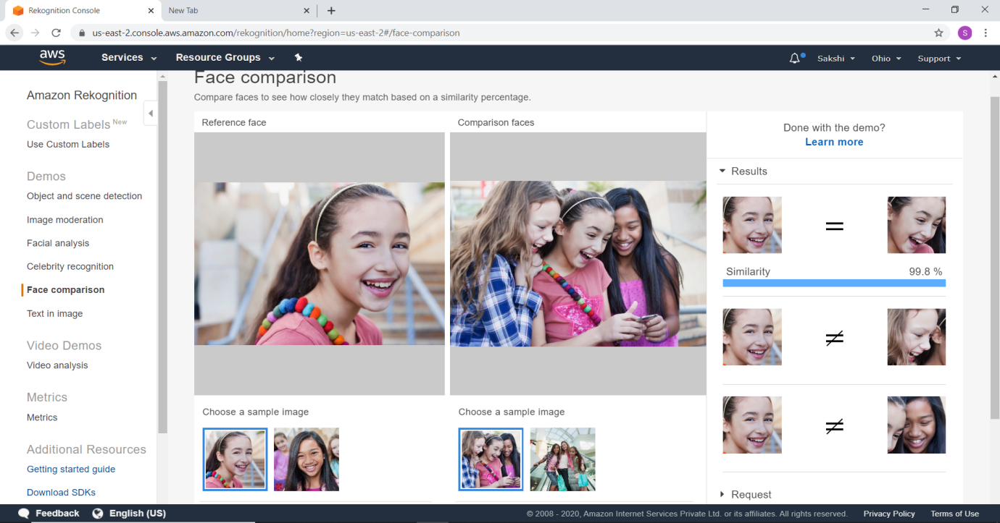 Rekognition Console
New Tab
us-east-2.console.aws.amazon.com/rekognition/home?region=us-east-2#/face-comparison
S
aws
Services
Resource Groups
Sakshi
Ohio
Support
Amazon Rekognition
Custom Labels New
Use Custom Labels
Demos
Object and scene detection
Image moderation
Facial analysis
Celebrity recognition
Face comparison
Text in image
Video Demos
Video analysis
Metrics
Metrics
Additional Resources
Getting started guide
Download SDKs
Face comparison
Compare faces to see how closely they match based on a similarity percentage.
Reference face
Comparison faces
Choose a sample image
Choose a sample image
Done with the demo?
Learn more
Results
=
Similarity 99.8 %
≠
≠
Request
Feedback
English (US)
© 2008 - 2020, Amazon Internet Services Private Ltd. or its affiliates. All rights reserved.
Privacy Policy
Terms of Use